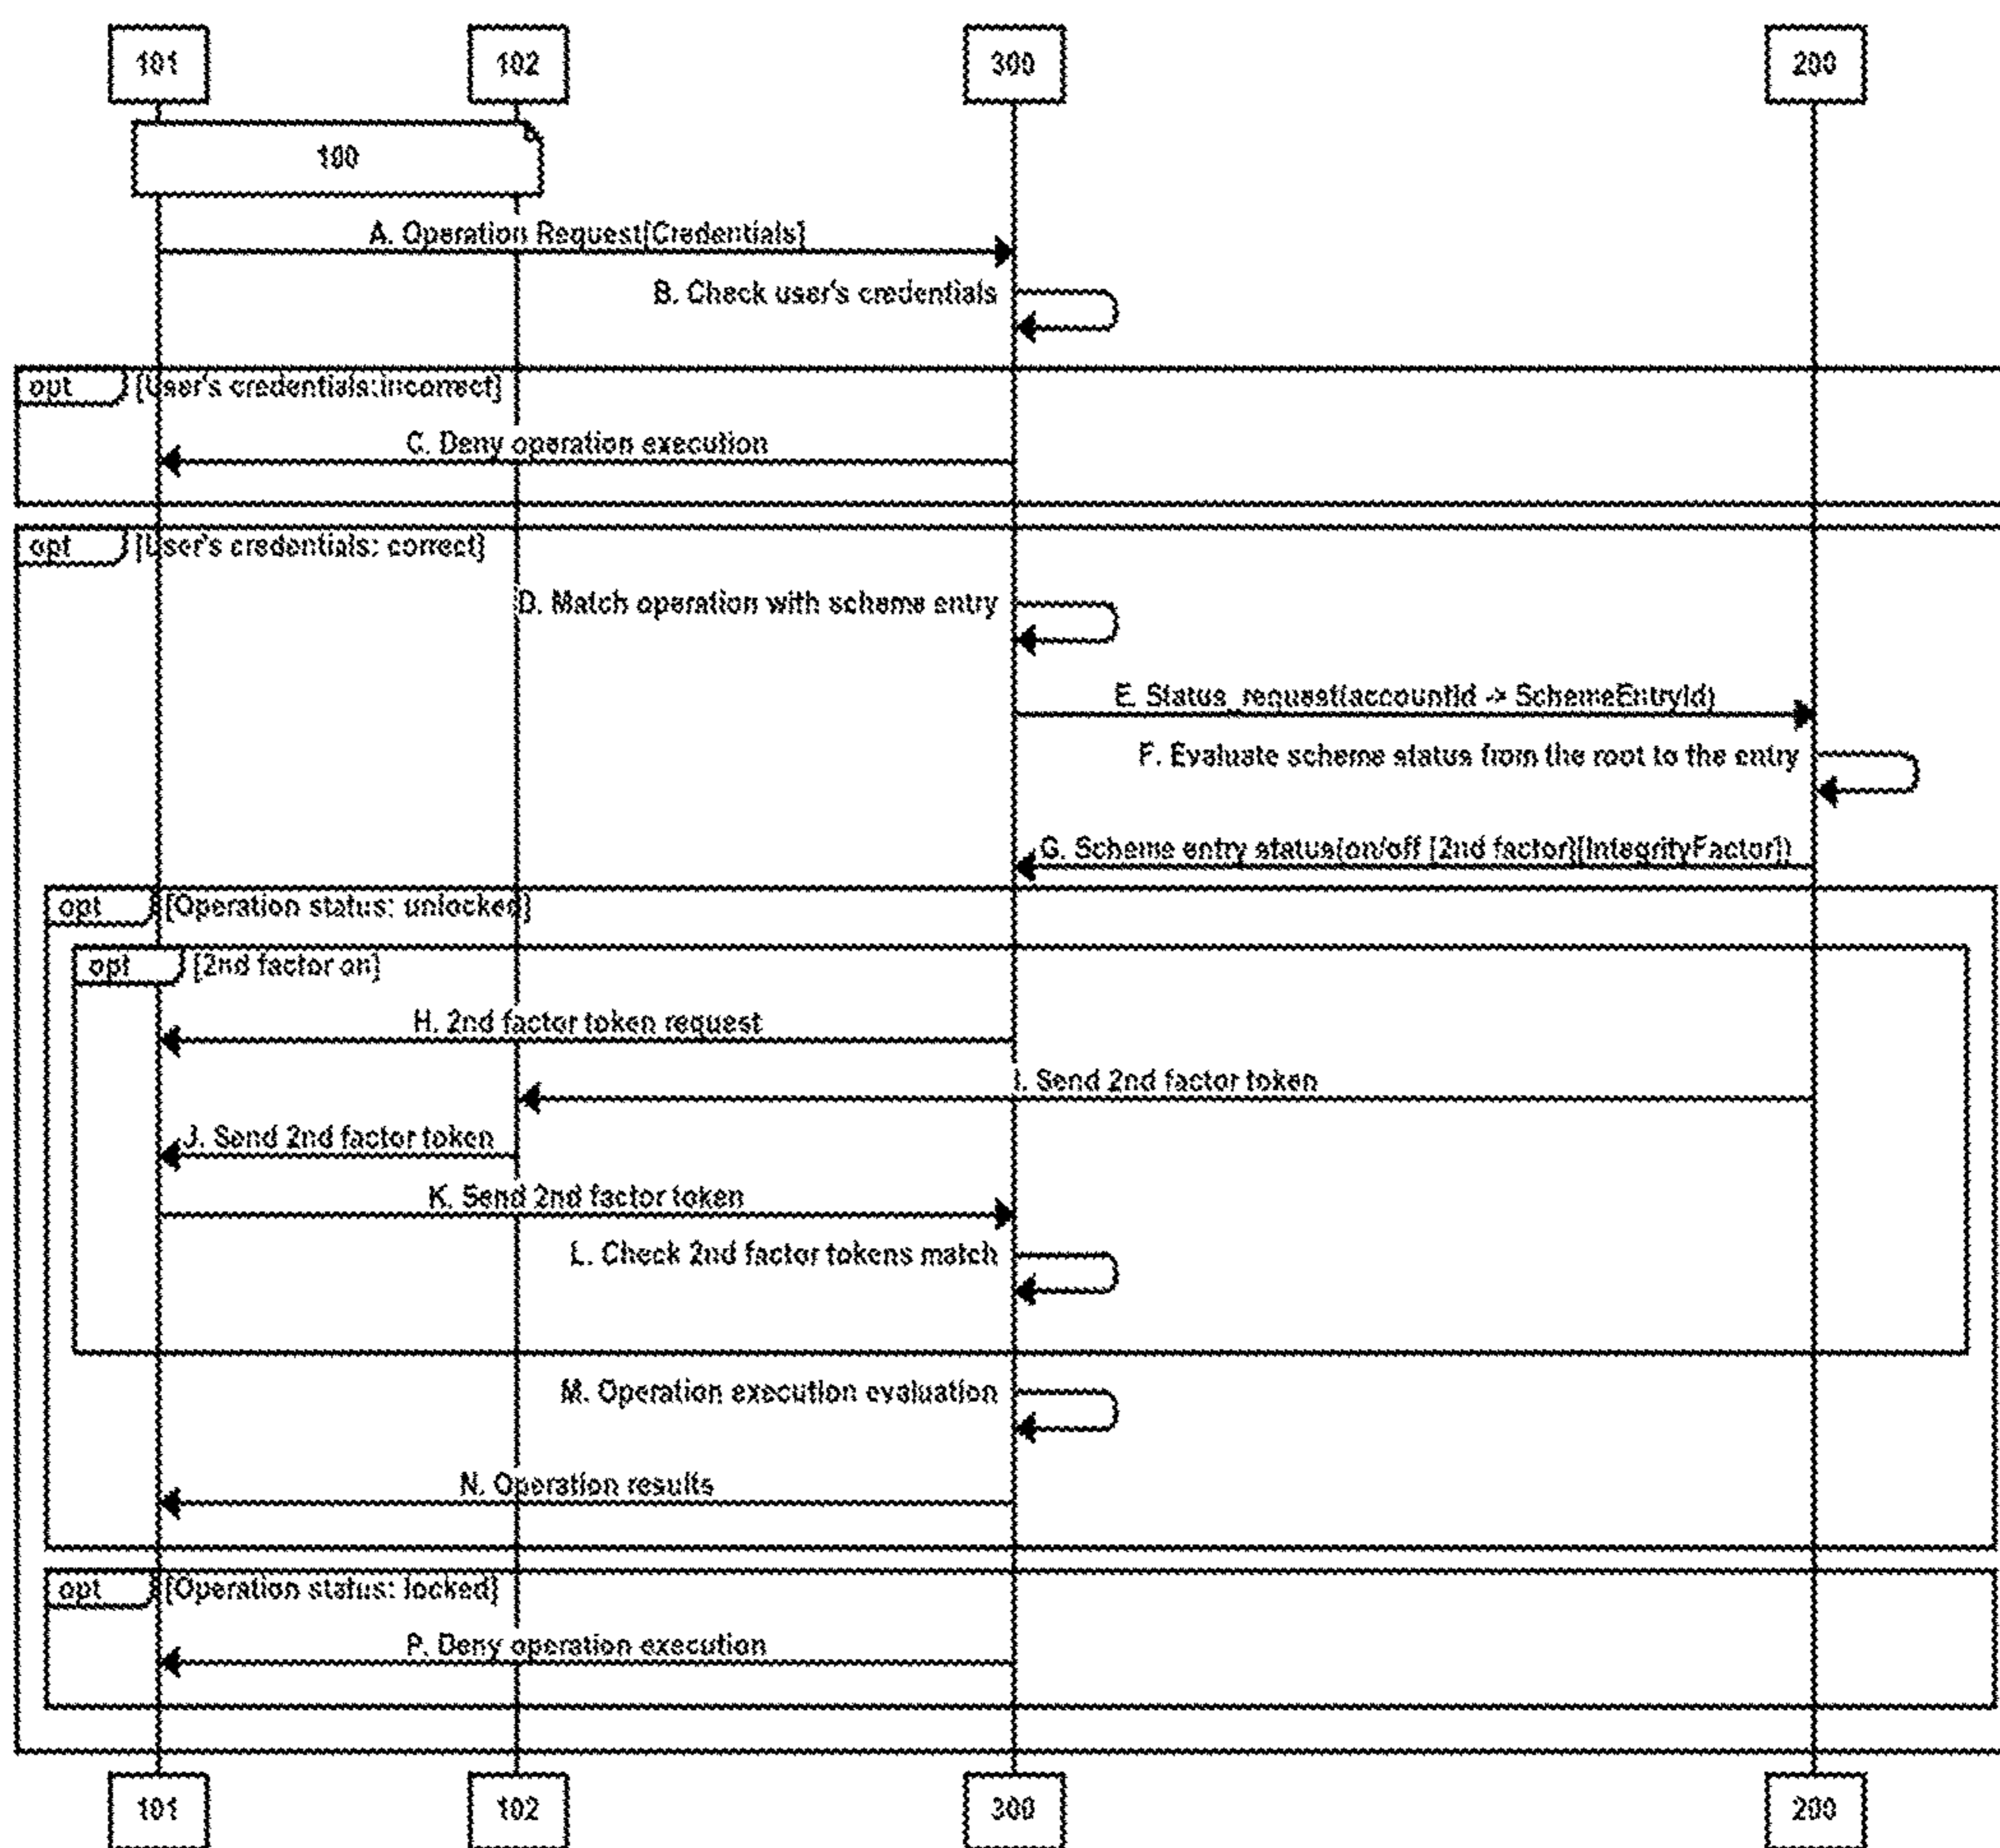 101 102 300 200
100
A. Operation Request[Credentials]
B. Check user's credentials
opt [User's credentials:incorrect]
C. Deny operation execution
opt [User's credentials: correct]
D. Match operation with scheme entry
E. Status_request(accountId -> SchemeEntryId)
F. Evaluate scheme status from the root to the entry
G. Scheme entry status(on/off [2nd factor][IntegrityFactor])
opt [Operation status: unlocked]
opt [2nd factor on]
H. 2nd factor token request
I. Send 2nd factor token
J. Send 2nd factor token
K. Send 2nd factor token
L. Check 2nd factor tokens match
M. Operation execution evaluation
N. Operation results
opt [Operation status: locked]
P. Deny operation execution
101 102 300 200